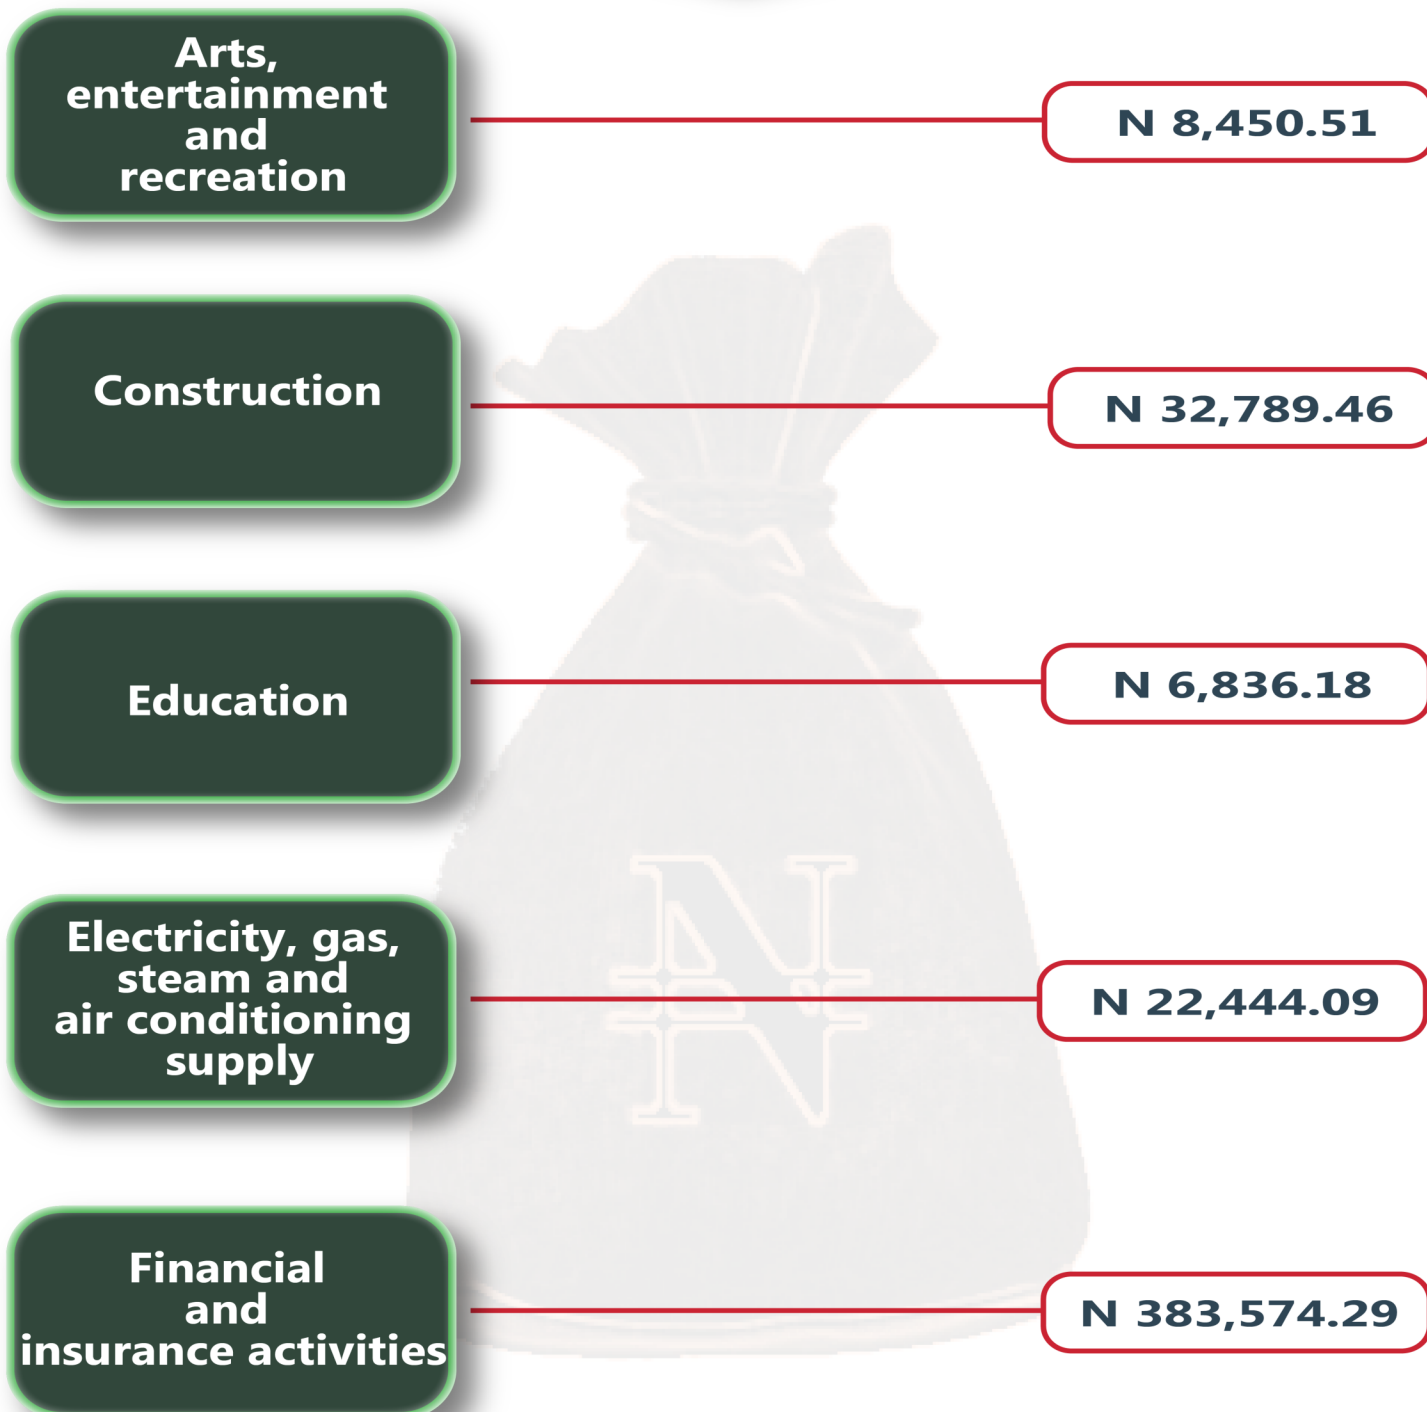 Arts,
entertainment
and
recreation
N 8,450.51
Construction
N 32,789.46
Education
N 6,836.18
Electricity, gas,
steam and
air conditioning
supply
N 22,444.09
Financial
and
insurance activities
N 383,574.29
₦